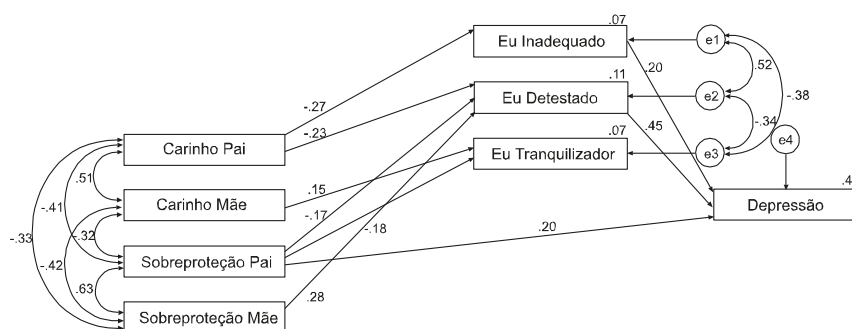 .07
Eu Inadequado
e1
.20
.52
.11
-.27
Eu Detestado
e2
-.38
-.23
.45
-.34
.07
e4
Carinho Pai
Eu Tranquilizador
e3
.51
.15
.4
-.41
Carinho Mãe
-.17
Depressão
-.32
-.18
-.33
.20
-.42
Sobreproteção Pai
.63
.28
Sobreproteção Mãe